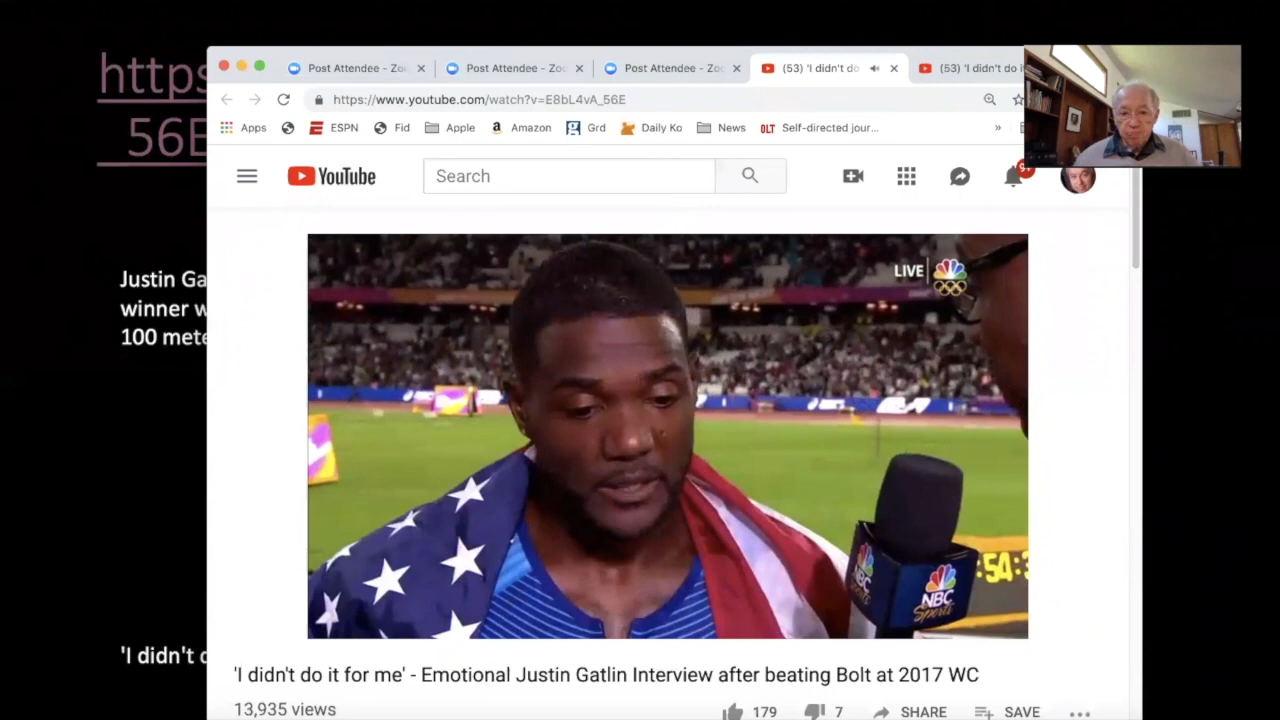 https
56E
Justin Ga
winner w
100 mete
'I didn't d
Post Attendee - Zo
Post Attendee - Zo
Post Attendee - Zo
(53) 'I didn't do
(53) 'I didn't do i
https://www.youtube.com/watch?v=E8bL4vA_56E
Apps
ESPN
Fid
Apple
Amazon
Grd
Daily Ko
News
OLT
Self-directed jour...
»
YouTube
Search
9+
LIVE
:54:
NBC
Sports
'I didn't do it for me' - Emotional Justin Gatlin Interview after beating Bolt at 2017 WC
13,935 views
179
7
SHARE
SAVE